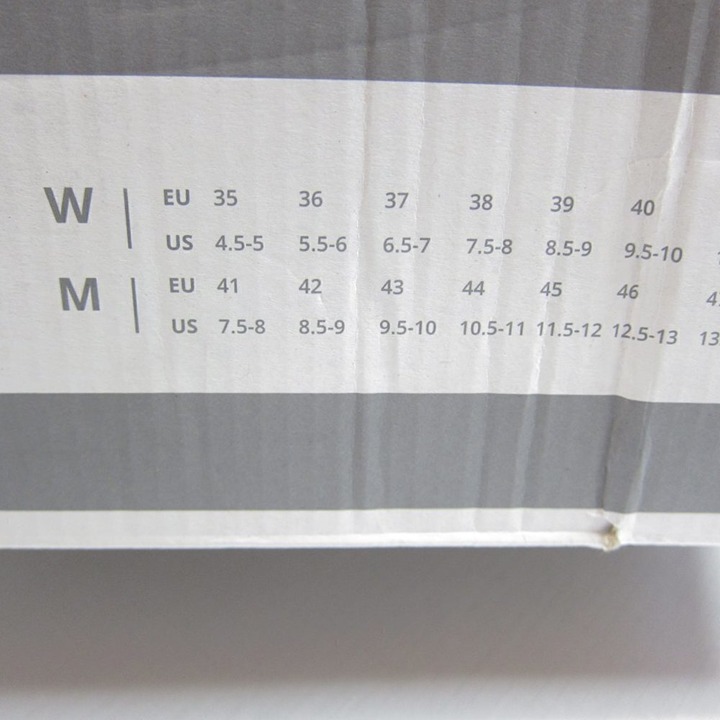 W EU 35 36 37 38 39 40
US 4.5-5 5.5-6 6.5-7 7.5-8 8.5-9 9.5-10
M EU 41 42 43 44 45 46
US 7.5-8 8.5-9 9.5-10 10.5-11 11.5-12 12.5-13